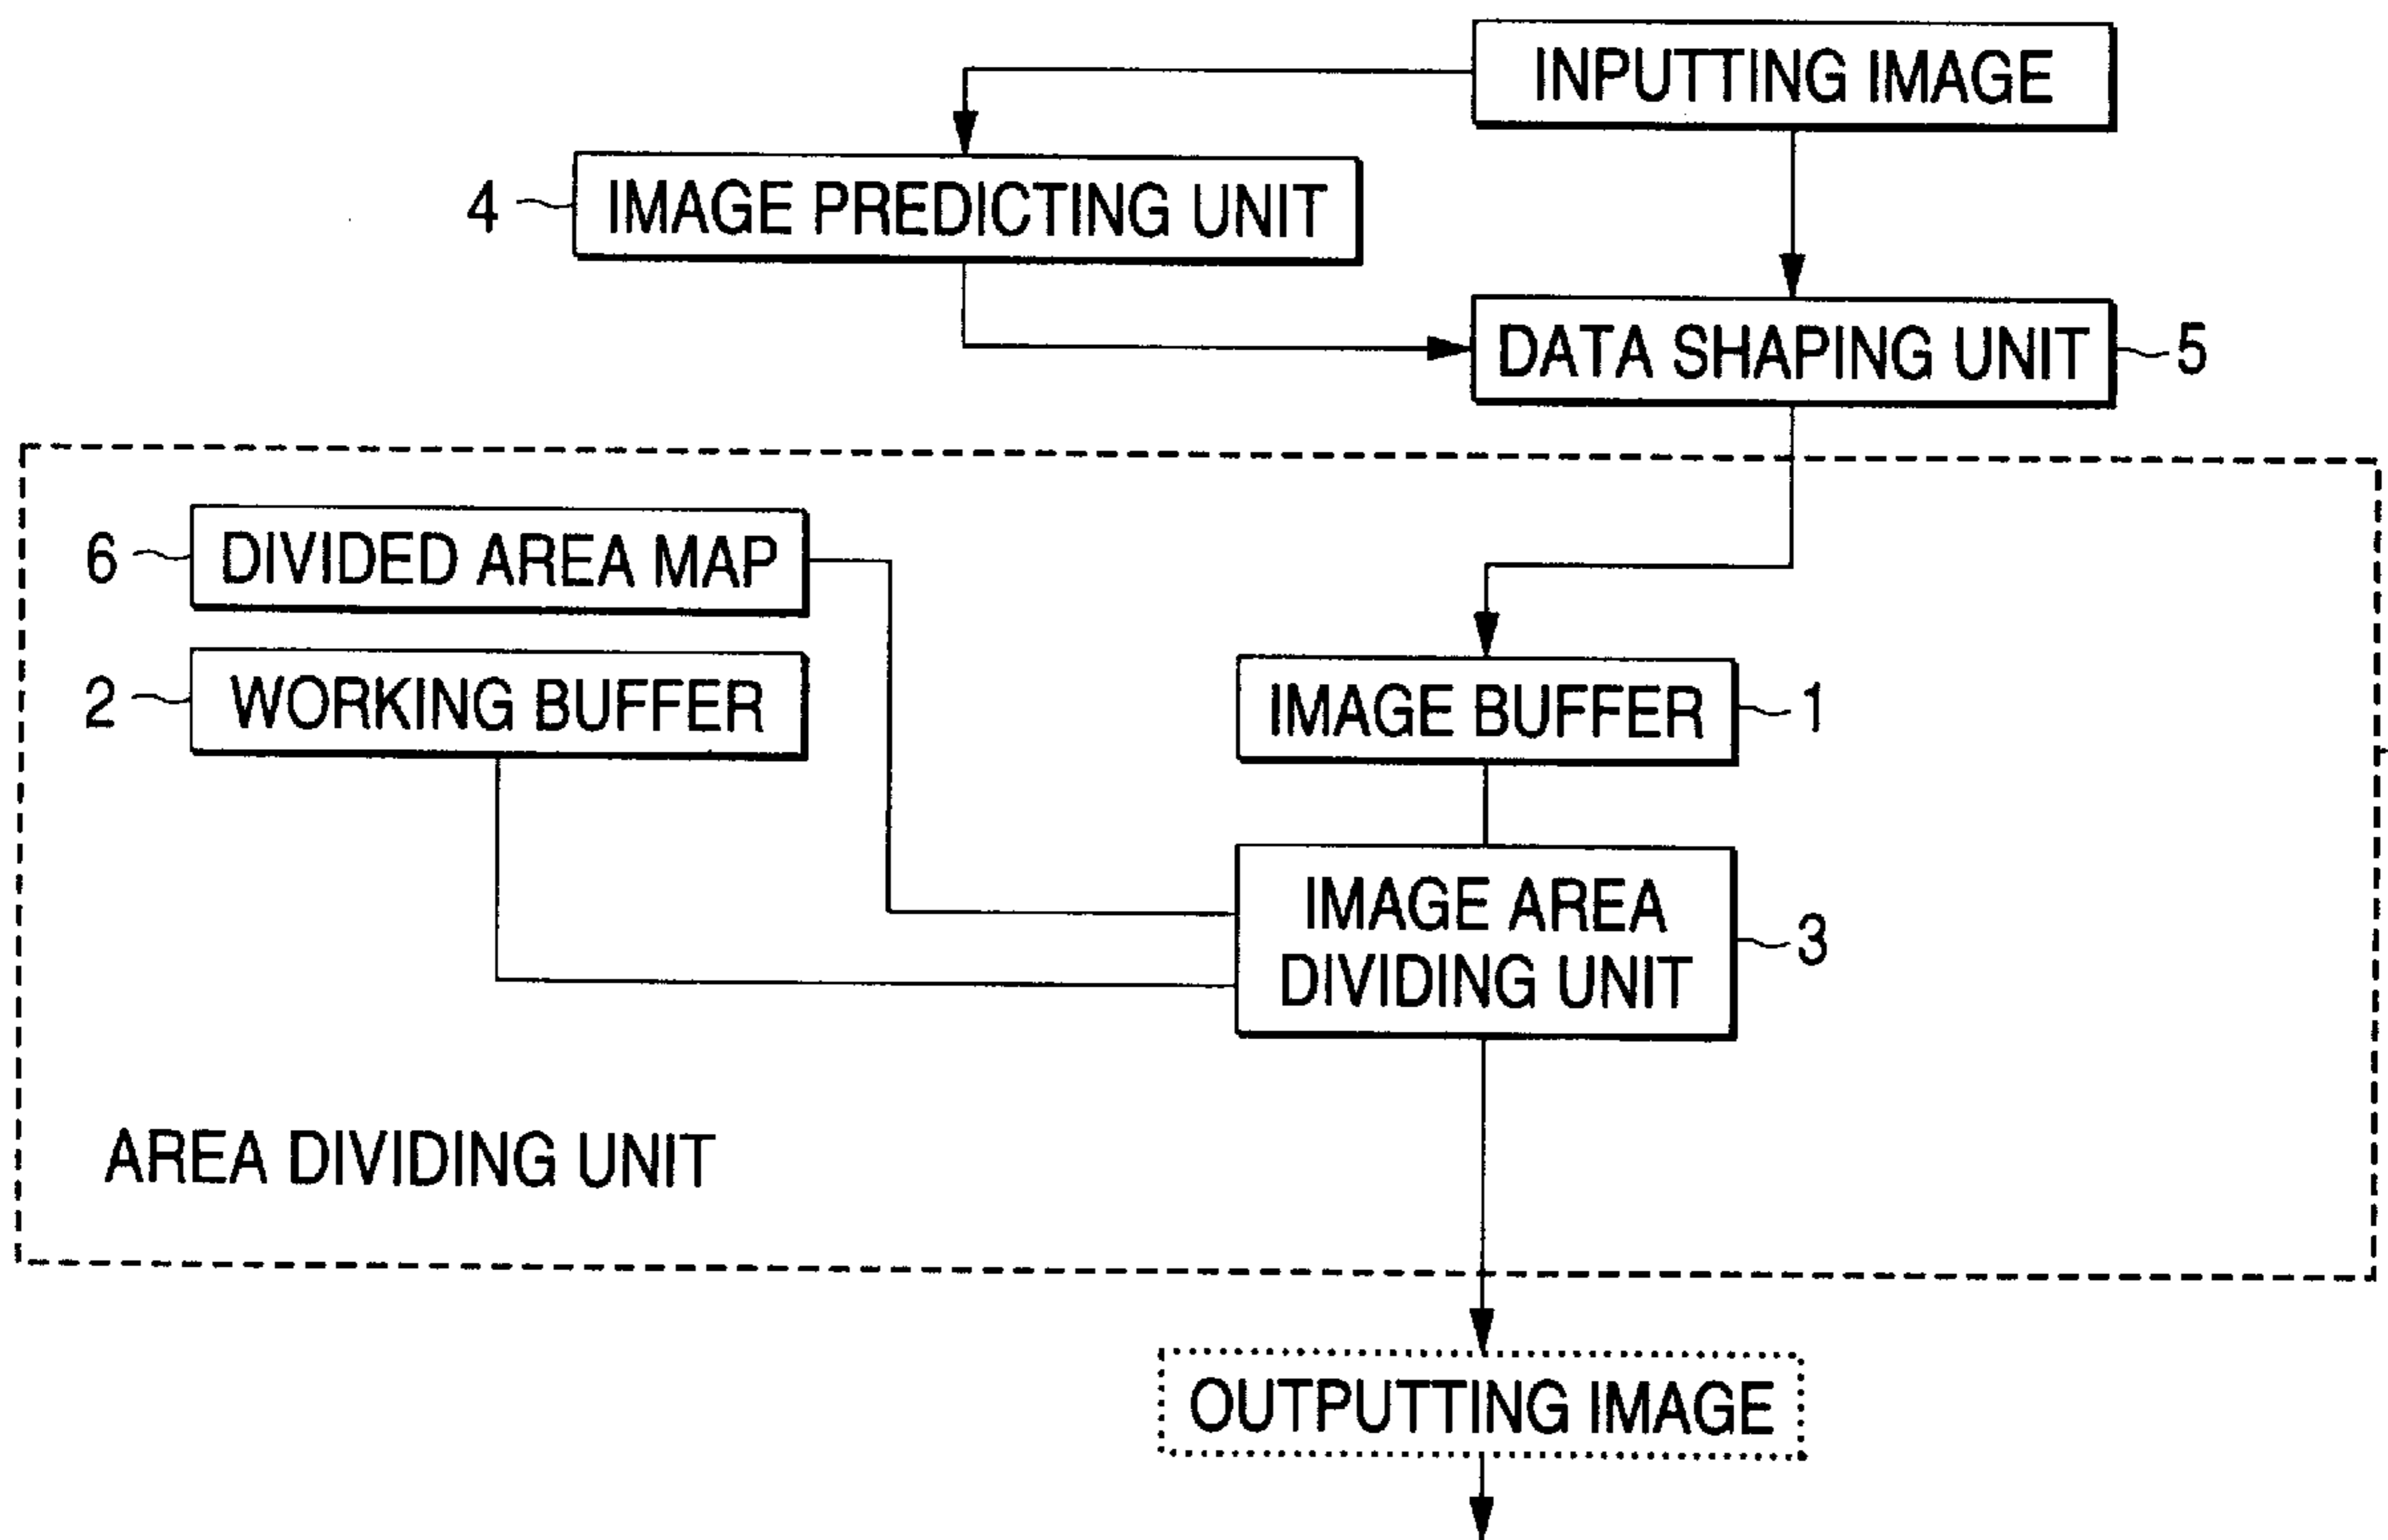 INPUTTING IMAGE
4 IMAGE PREDICTING UNIT
DATA SHAPING UNIT 5
6 DIVIDED AREA MAP
2 WORKING BUFFER
IMAGE BUFFER 1
IMAGE AREA
DIVIDING UNIT 3
AREA DIVIDING UNIT
OUTPUTTING IMAGE